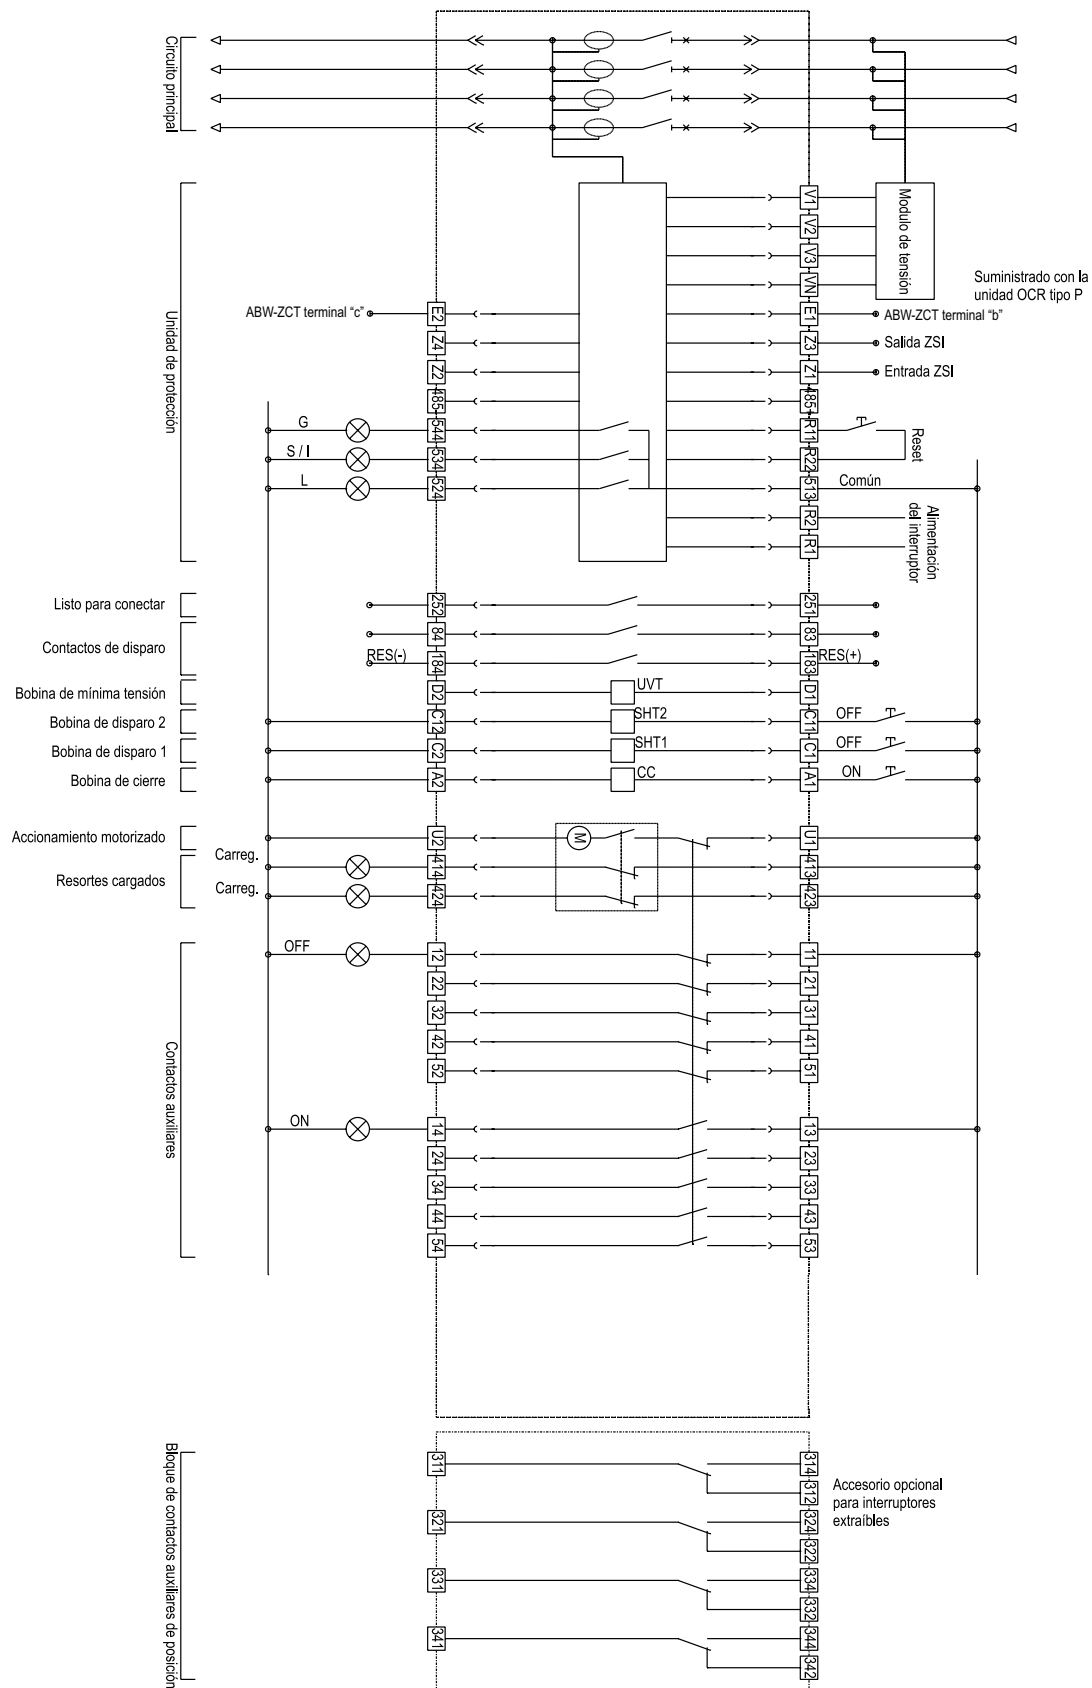 Circuito principal
Unidad de protección
V1
Modulo de tensión
V2
V3
VN
Suministrado con la
unidad OCR tipo P
ABW-ZCT terminal “c”
E2
E1
ABW-ZCT terminal “b”
Z4
Z3
Salida ZSI
Z2
Z1
Entrada ZSI
485-
485+
G
544
R11
Reset
S / I
534
R22
L
524
513
Común
R2
Alimentación
del interruptor
R1
Listo para conectar
252
251
Contactos de disparo
84
83
RES(-)
184
183
RES(+)
Bobina de mínima tensión
D2
UVT
D1
Bobina de disparo 2
C12
SHT2
C11
OFF
Bobina de disparo 1
C2
SHT1
C1
OFF
Bobina de cierre
A2
CC
A1
ON
Accionamiento motorizado
U2
M
U1
Resortes cargados
Carreg.
414
413
Carreg.
424
423
Contactos auxiliares
OFF
12
11
22
21
32
31
42
41
52
51
ON
14
13
24
23
34
33
44
43
54
53
Bloque de contactos auxiliares de posición
311
314
312
Accesorio opcional
para interruptores
extraíbles
321
324
322
331
334
332
341
344
342